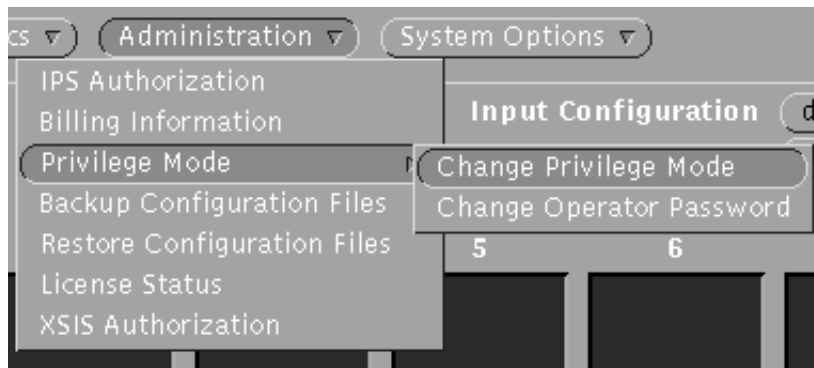 cs Administration System Options
IPS Authorization
Billing Information
Input Configuration d
Privilege Mode
Change Privilege Mode
Backup Configuration Files
Change Operator Password
Restore Configuration Files
5 6
License Status
XSIS Authorization